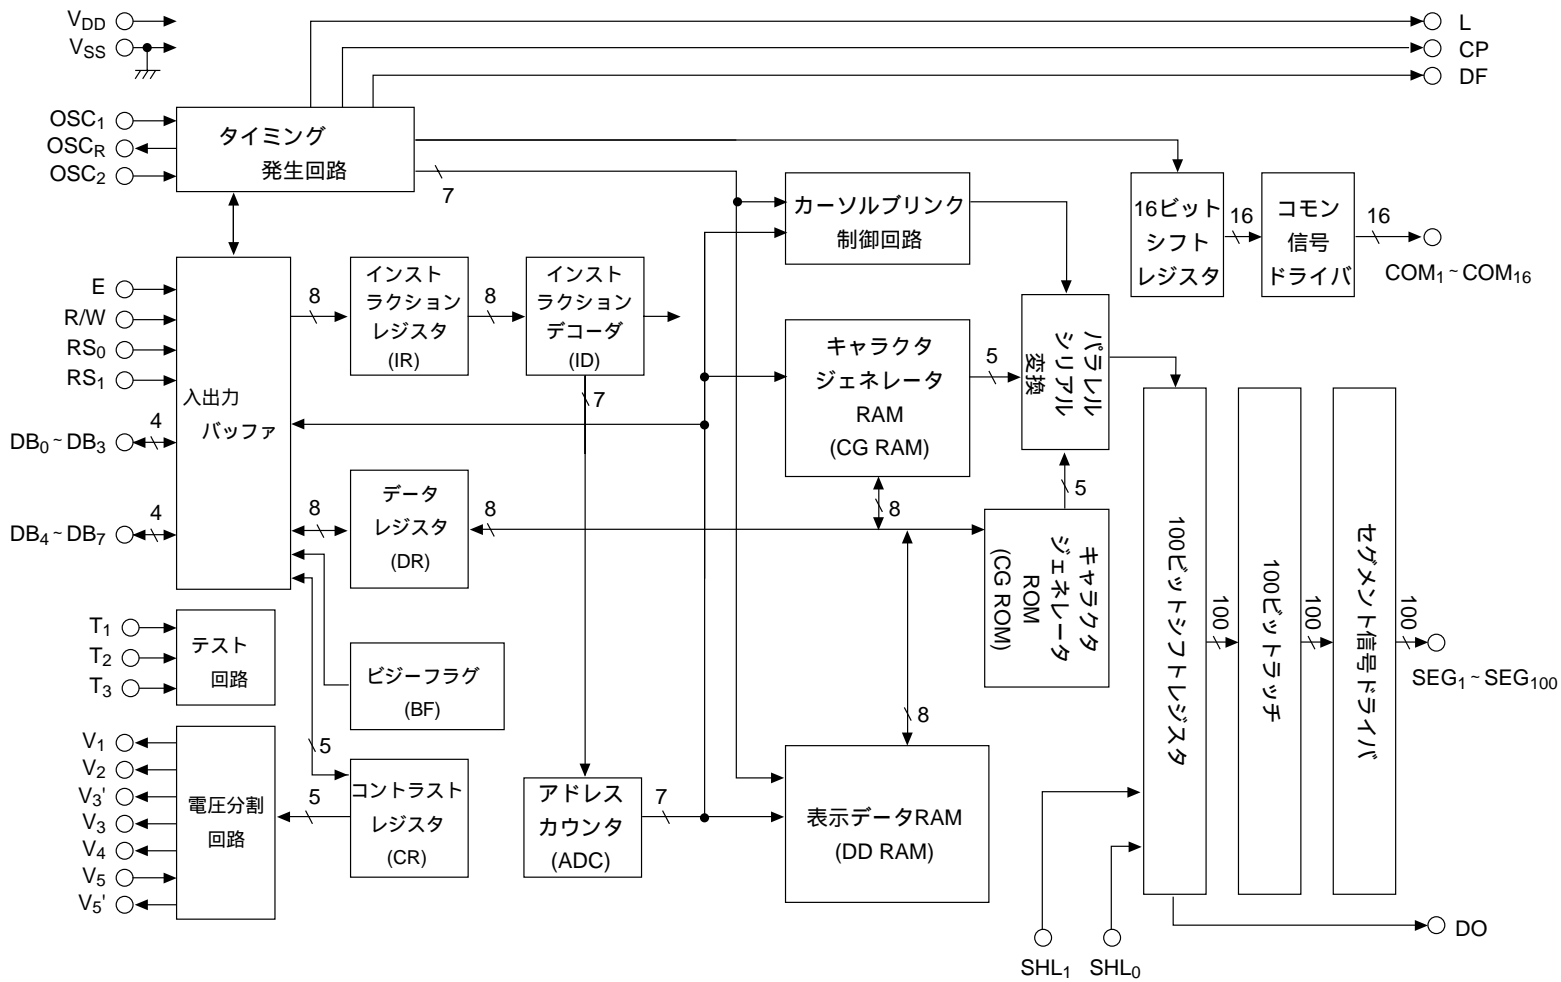 VDD
VSS
L
CP
DF
OSC1
OSCR
OSC2
タイミング
発生回路
7
カーソルブリンク
制御回路
16ビット
シフト
レジスタ
16
コモン
信号
ドライバ
16
COM1~COM16
E
R/W
RS0
RS1
DB0~DB3
4
DB4~DB7
4
入出力
バッファ
8
インスト
ラクション
レジスタ
(IR)
8
インスト
ラクション
デコーダ
(ID)
7
キャラクタ
ジェネレータ
RAM
(CG RAM)
5
パラレル
シリアル
変換
8
データ
レジスタ
(DR)
8
8
5
キャラクタ
ジェネレータ
ROM
(CG ROM)
100ビットシフトレジスタ
100
100ビットラッチ
100
セグメント信号ドライバ
100
SEG1~SEG100
T1
T2
T3
テスト
回路
ビジーフラグ
(BF)
5
8
V1
V2
V3'
V3
V4
V5
V5'
電圧分割
回路
5
コントラスト
レジスタ
(CR)
アドレス
カウンタ
(ADC)
7
表示データRAM
(DD RAM)
SHL1
SHL0
DO